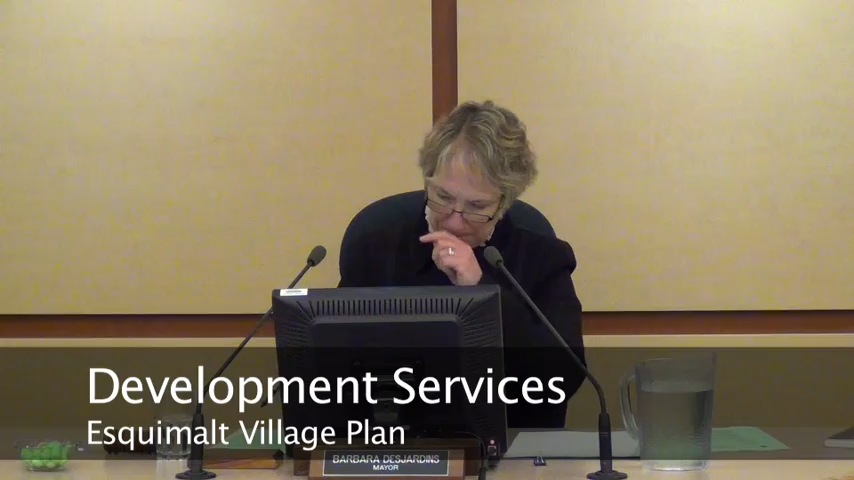 Development Services
Esquimalt Village Plan
BARBARA DESJARDINS
MAYOR